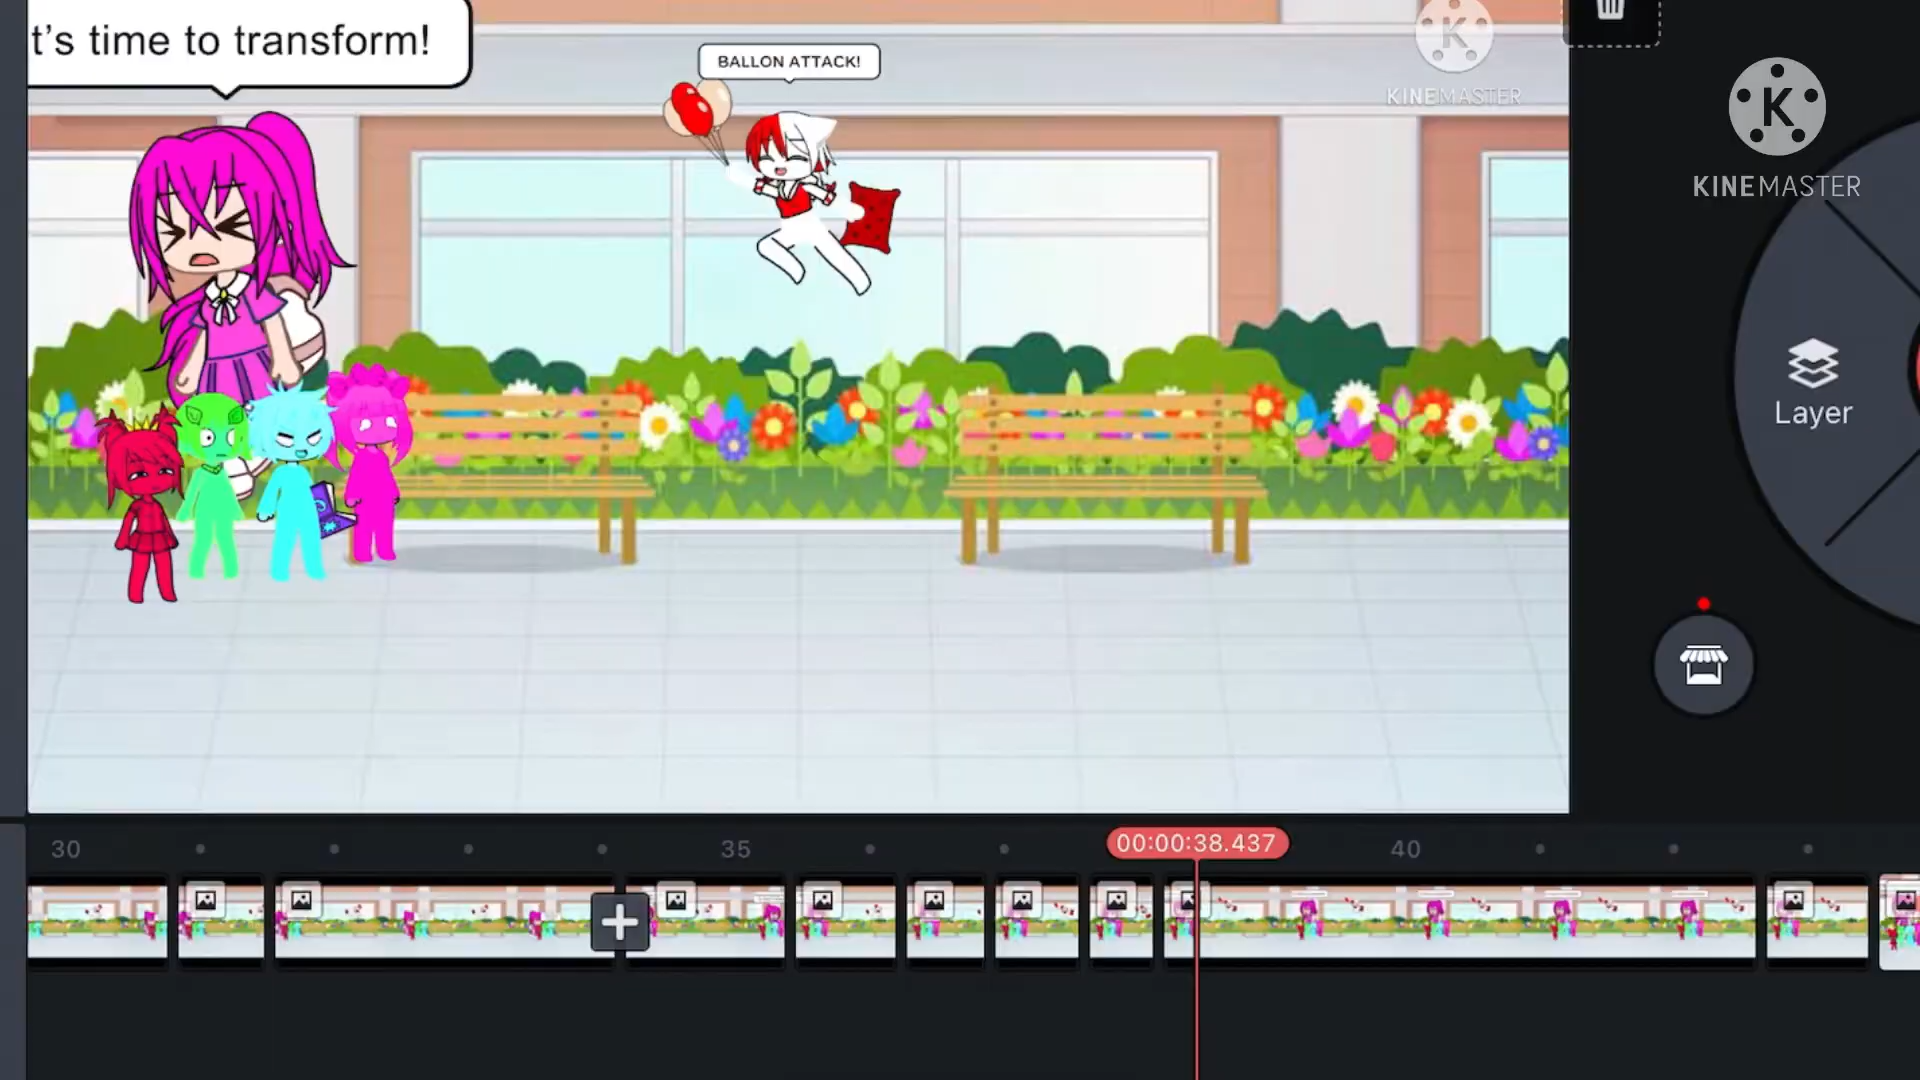 t's time to transform!
BALLON ATTACK!
KINEMASTER
K
KINEMASTER
K
Layer
30
35
00:00:38.437
40